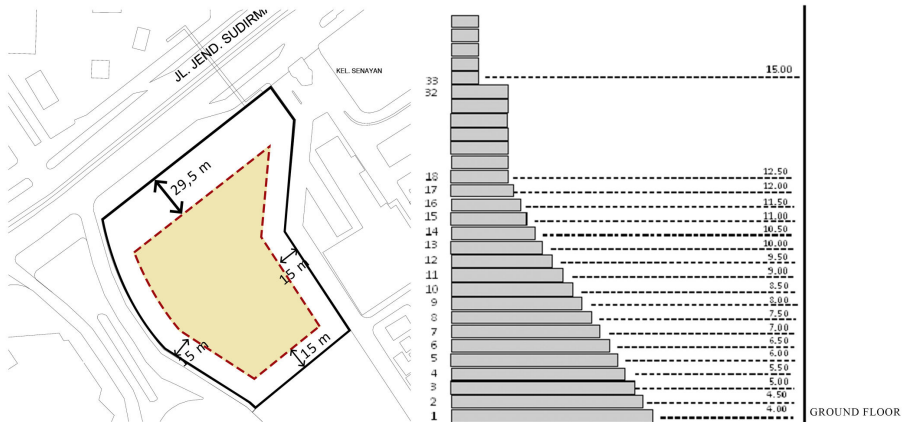 JL. JEND. SUDIRM
KEL. SENAYAN
29,5 m
15 m
15 m
15 m
33 15.00
32
18 12.50
17 12.00
16 11.50
15 11.00
14 10.50
13 10.00
12 9.50
11 9.00
10 8.50
9 8.00
8 7.50
7 7.00
6 6.50
5 6.00
4 5.50
3 5.00
2 4.50
1 4.00
GROUND FLOOR